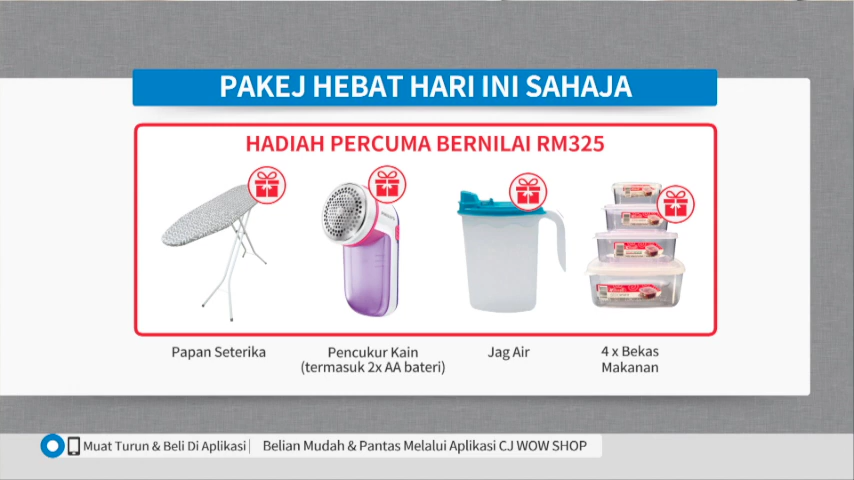 PAKEJ HEBAT HARI INI SAHAJA
HADIAH PERCUMA BERNILAI RM325
Papan Seterika
Pencukur Kain
(termasuk 2x AA bateri)
Jag Air
4 x Bekas
Makanan
Muat Turun & Beli Di Aplikasi
Belian Mudah & Pantas Melalui Aplikasi CJ WOW SHOP